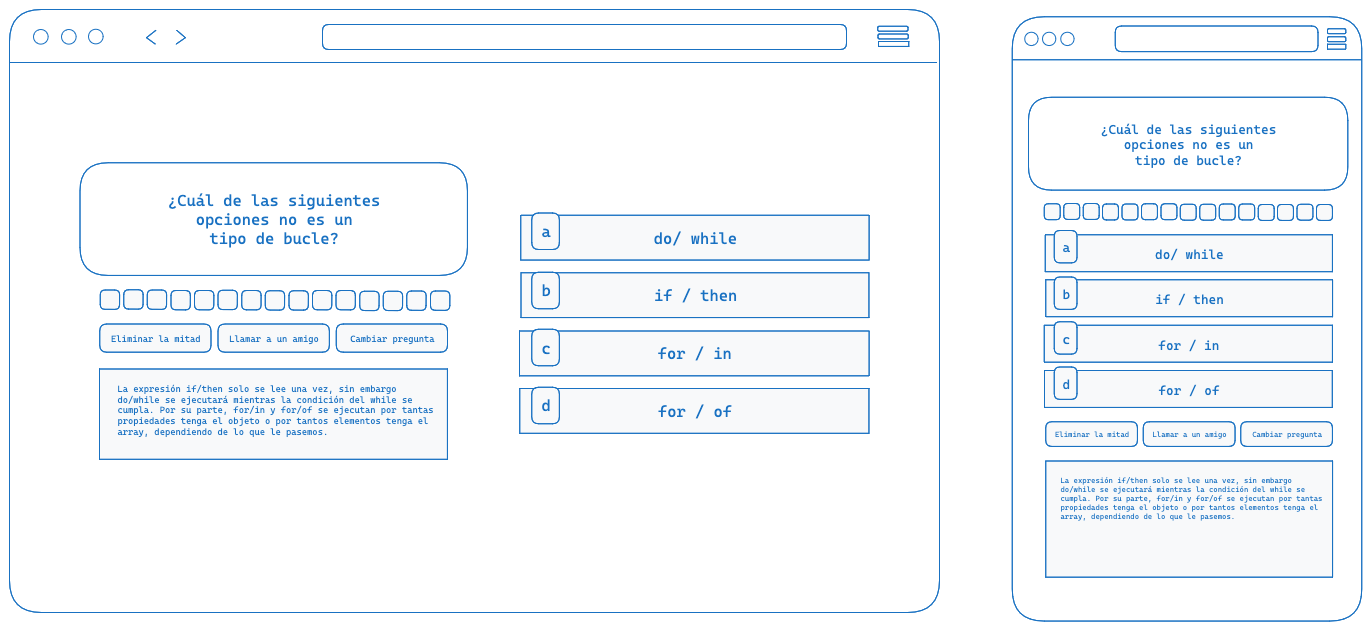 ¿Cuál de las siguientes
opciones no es un
tipo de bucle?
Eliminar la mitad
Llamar a un amigo
Cambiar pregunta
La expresión if/then solo se lee una vez, sin embargo
do/while se ejecutará mientras la condición del while se
cumpla. Por su parte, for/in y for/of se ejecutan por tantas
propiedades tenga el objeto o por tantos elementos tenga el
array, dependiendo de lo que le pasemos.
a
do/ while
b
if / then
c
for / in
d
for / of
¿Cuál de las siguientes
opciones no es un
tipo de bucle?
a
do/ while
b
if / then
c
for / in
d
for / of
Eliminar la mitad
Llamar a un amigo
Cambiar pregunta
La expresión if/then solo se lee una vez, sin embargo
do/while se ejecutará mientras la condición del while se
cumpla. Por su parte, for/in y for/of se ejecutan por tantas
propiedades tenga el objeto o por tantos elementos tenga el
array, dependiendo de lo que le pasemos.